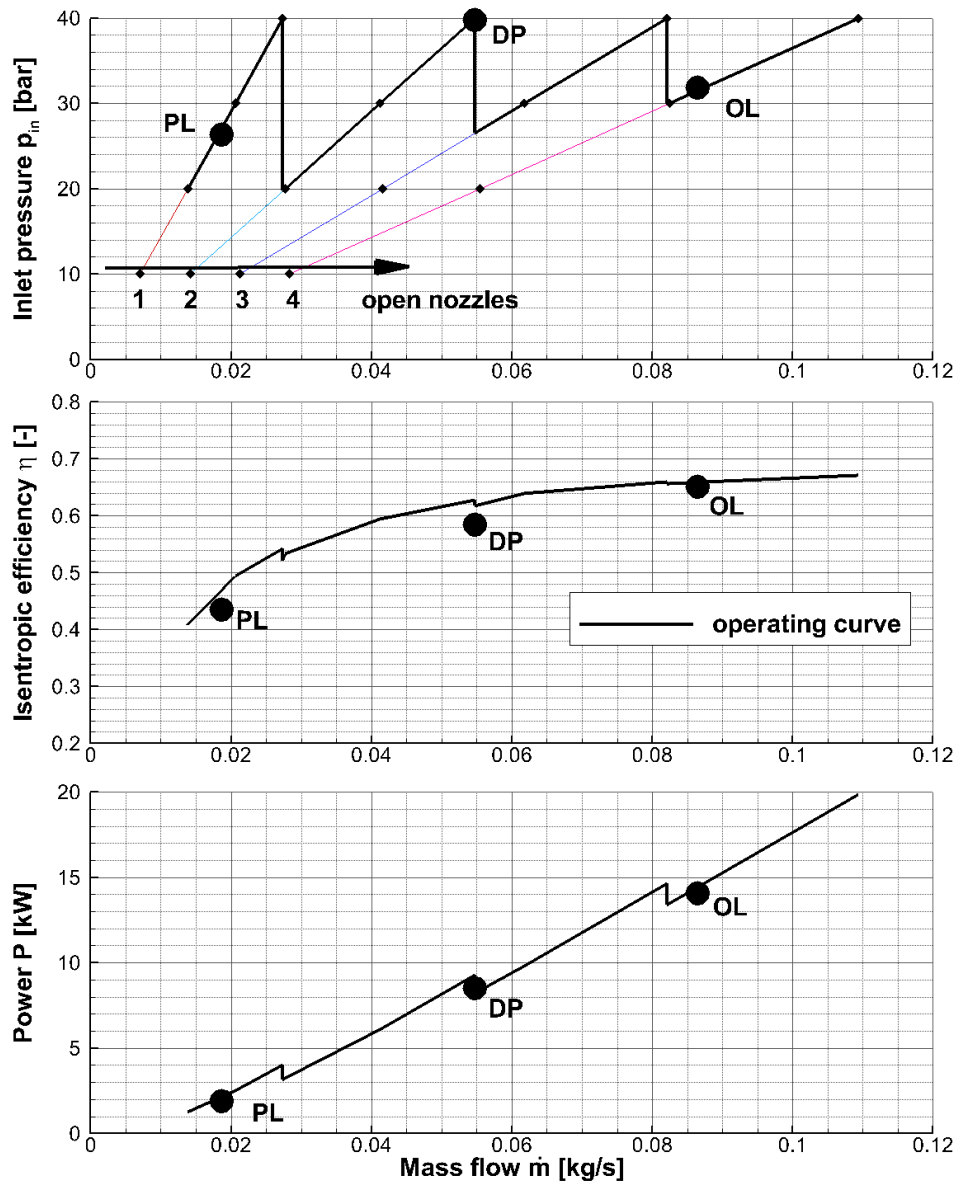 Inlet pressure p_in [bar]
40
30
20
10
0
PL
DP
OL
1 2 3 4 open nozzles
0 0.02 0.04 0.06 0.08 0.1 0.12
Isentropic efficiency η [-]
0.8
0.7
0.6
0.5
0.4
0.3
0.2
PL
DP
OL
operating curve
0 0.02 0.04 0.06 0.08 0.1 0.12
Power P [kW]
20
15
10
5
0
PL
DP
OL
0 0.02 0.04 0.06 0.08 0.1 0.12
Mass flow ṁ [kg/s]